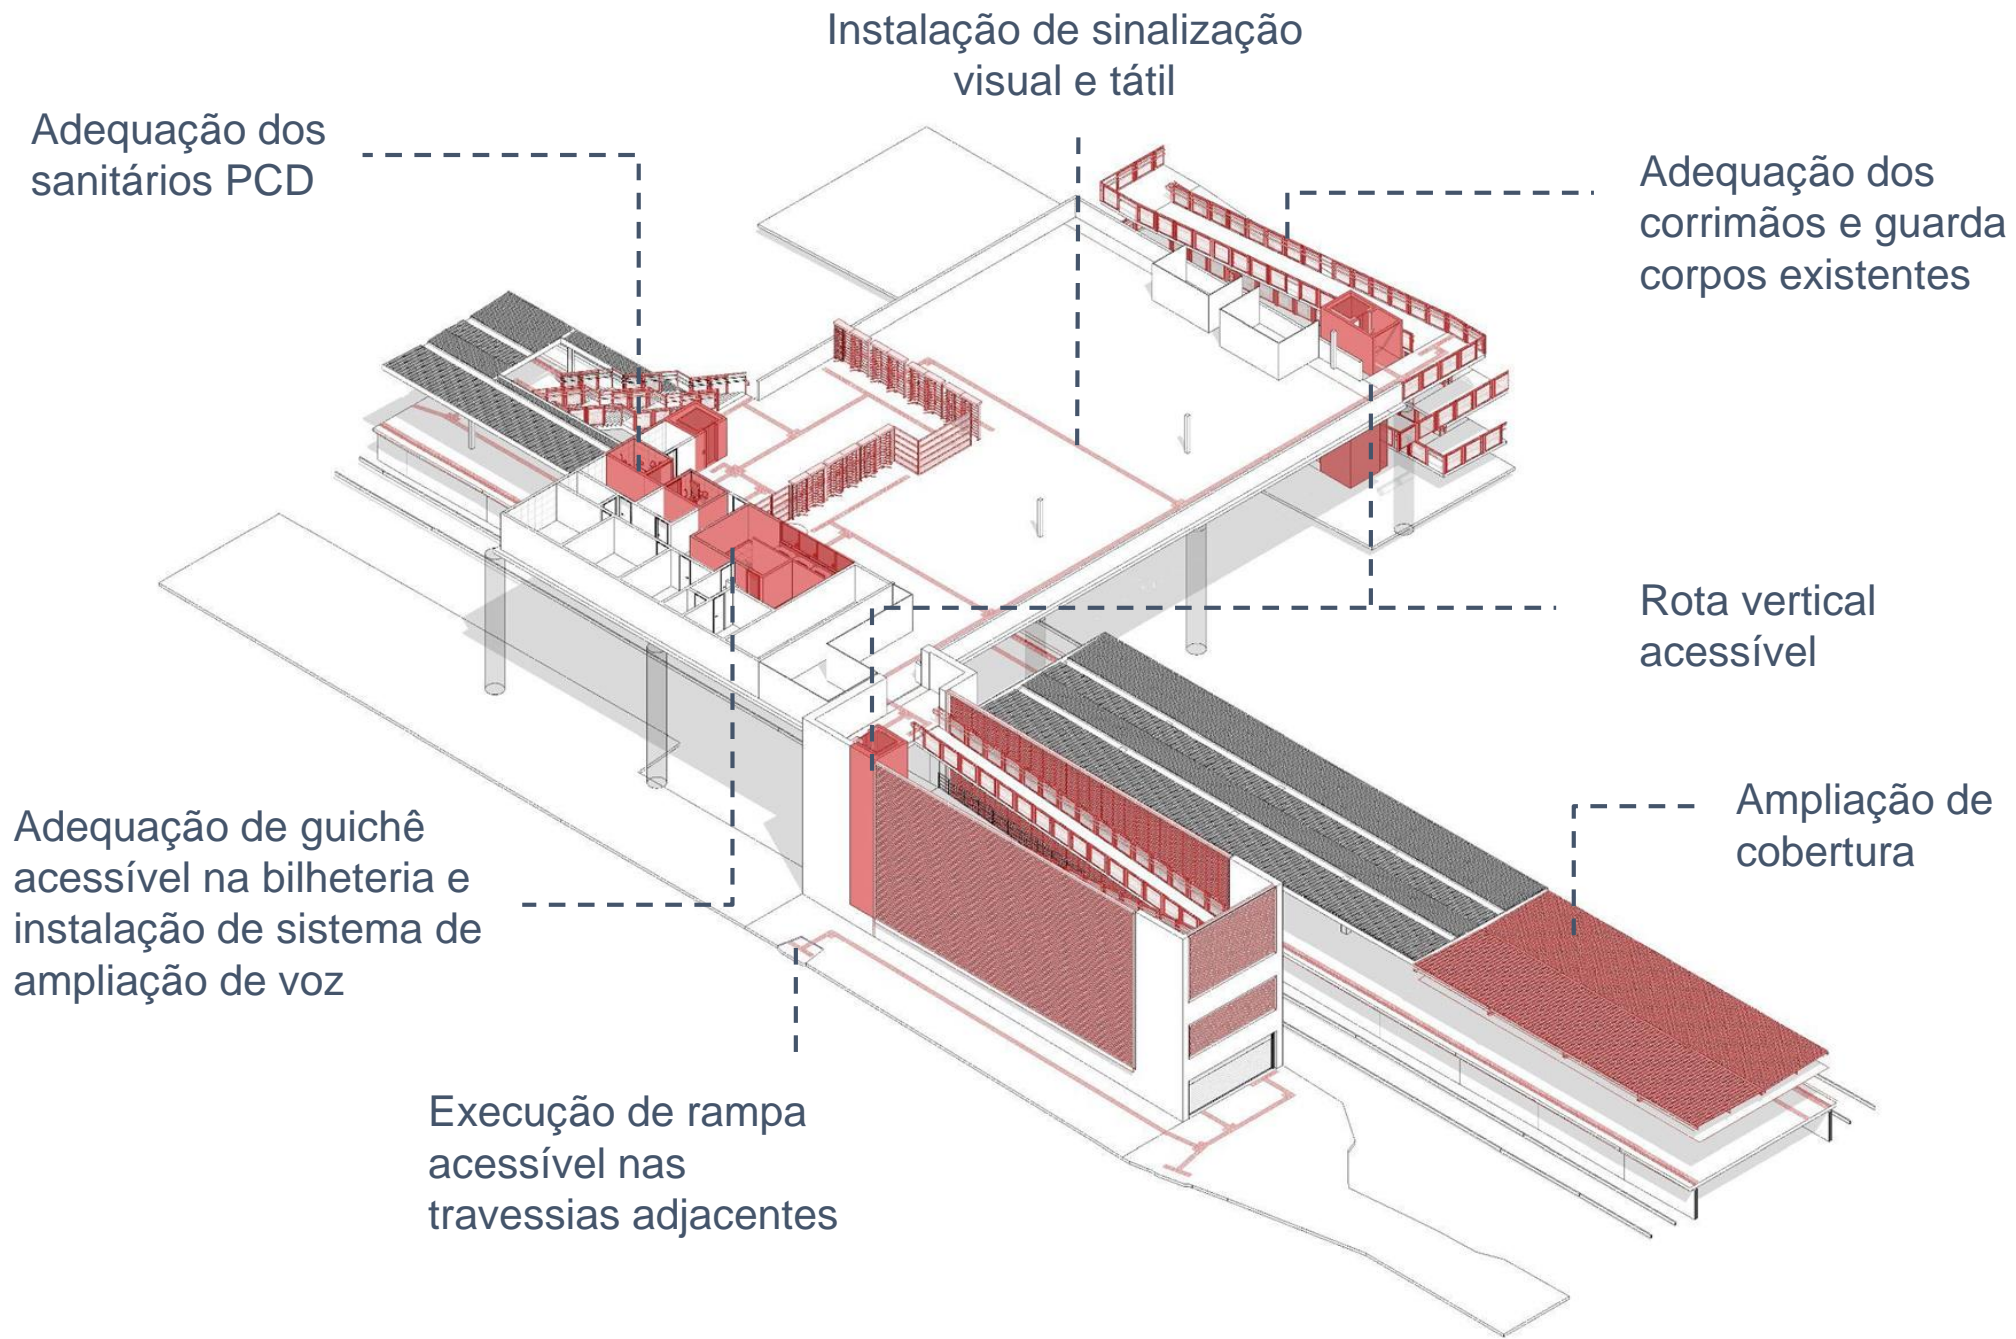 Instalação de sinalização
visual e tátil
Adequação dos
sanitários PCD
Adequação dos
corrimãos e guarda
corpos existentes
Rota vertical
acessível
Ampliação de
cobertura
Adequação de guichê
acessível na bilheteria e
instalação de sistema de
ampliação de voz
Execução de rampa
acessível nas
travessias adjacentes